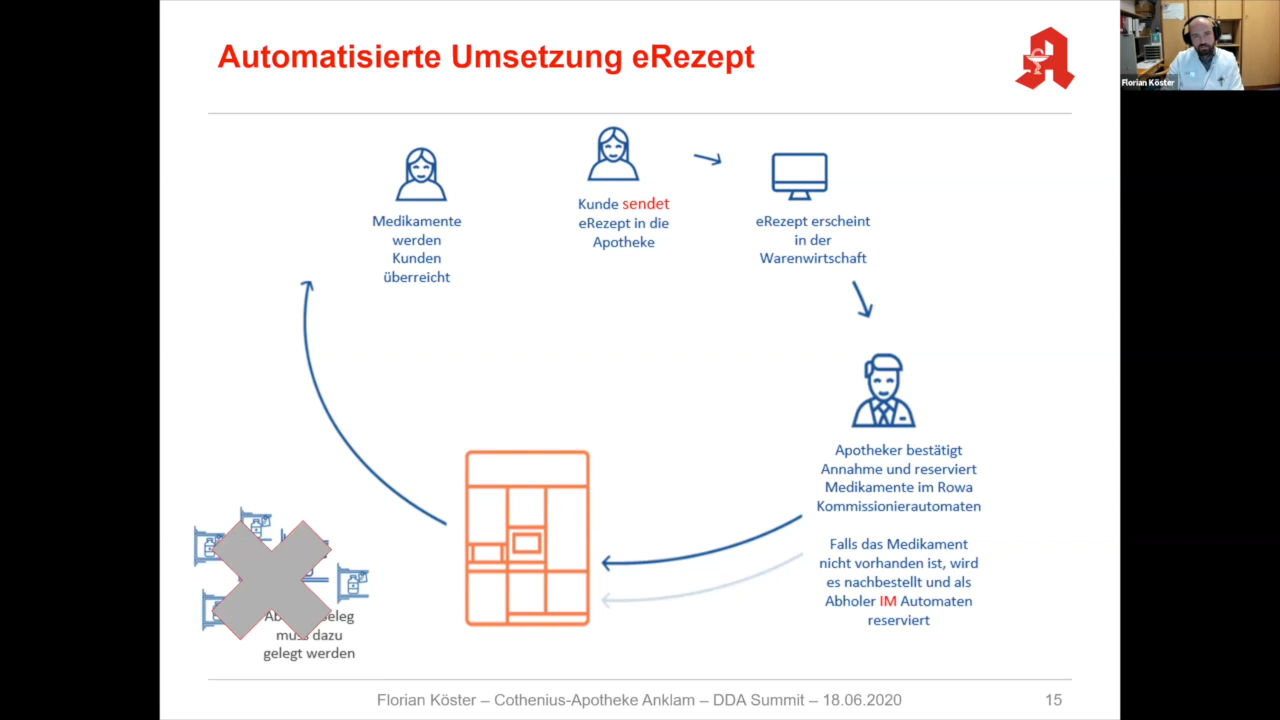 Automatisierte Umsetzung eRezept
Florian Köster
Medikamente
werden
Kunden
überreicht
Kunde sendet
eRezept in die
Apotheke
eRezept erscheint
in der
Warenwirtschaft
Apotheker bestätigt
Annahme und reserviert
Medikamente im Rowa
Kommissionierautomaten
Falls das Medikament
nicht vorhanden ist, wird
es nachbestellt und als
Abholer IM Automaten
reserviert
muss dazu
gelegt werden
Florian Köster – Cothenius-Apotheke Anklam – DDA Summit – 18.06.2020
15